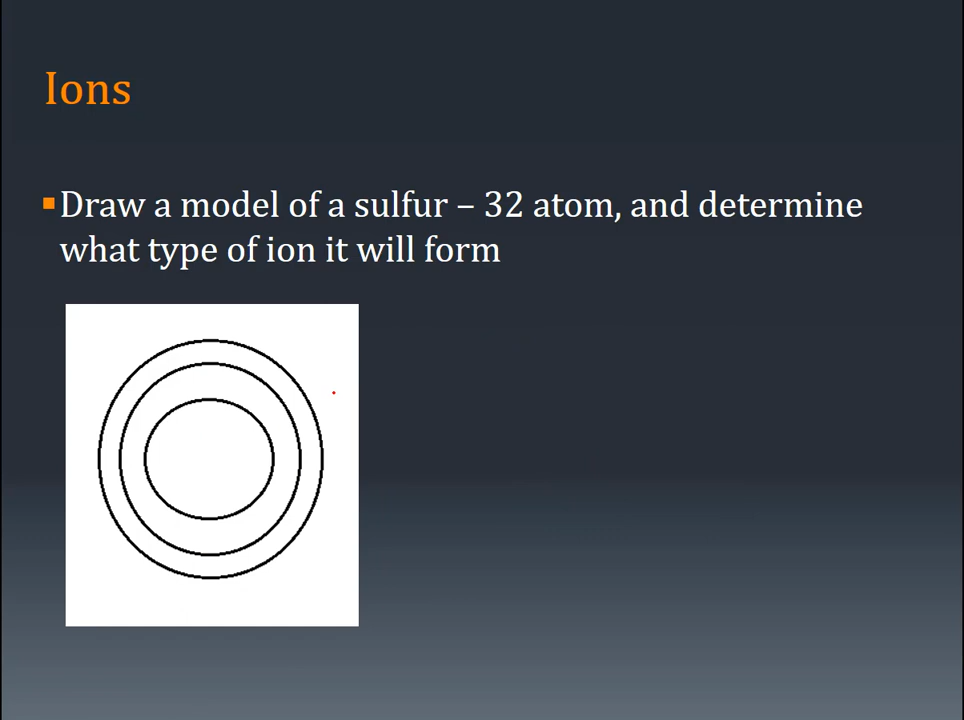 Ions
Draw a model of a sulfur – 32 atom, and determine
what type of ion it will form